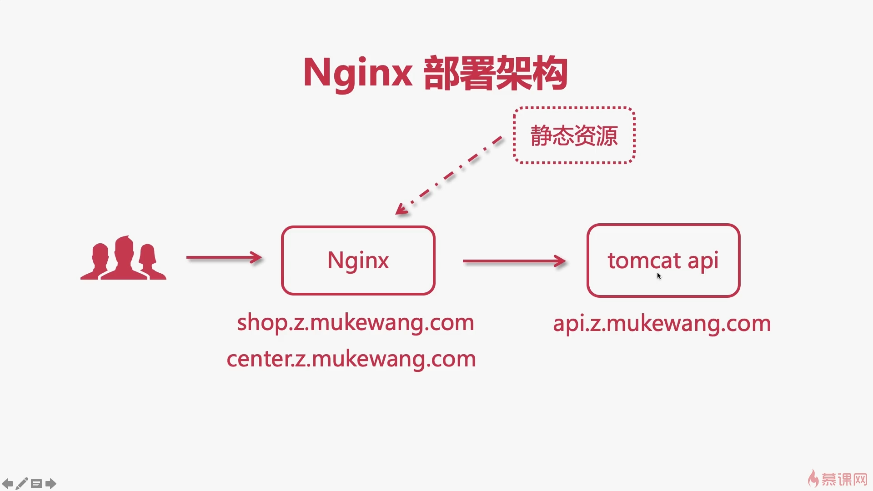 Nginx 部署架构
静态资源
Nginx
tomcat api
shop.z.mukewang.com
api.z.mukewang.com
center.z.mukewang.com
慕课网